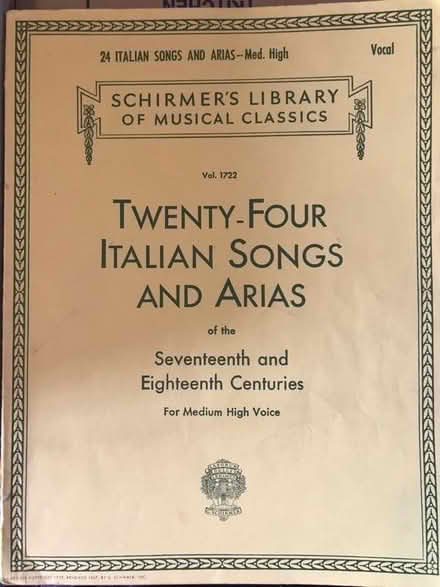 24 ITALIAN SONGS AND ARIAS—Med. High
Vocal
SCHIRMER'S LIBRARY
OF MUSICAL CLASSICS
Vol. 1722
TWENTY-FOUR
ITALIAN SONGS
AND ARIAS
of the
Seventeenth and
Eighteenth Centuries
For Medium High Voice
G. SCHIRMER